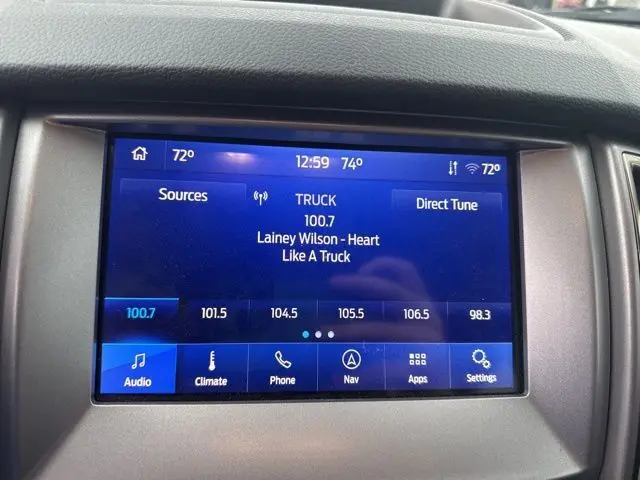 72° 12:59 74° 72°
Sources TRUCK Direct Tune
100.7
Lainey Wilson - Heart
Like A Truck
100.7 101.5 104.5 105.5 106.5 98.3
Audio Climate Phone Nav Apps Settings